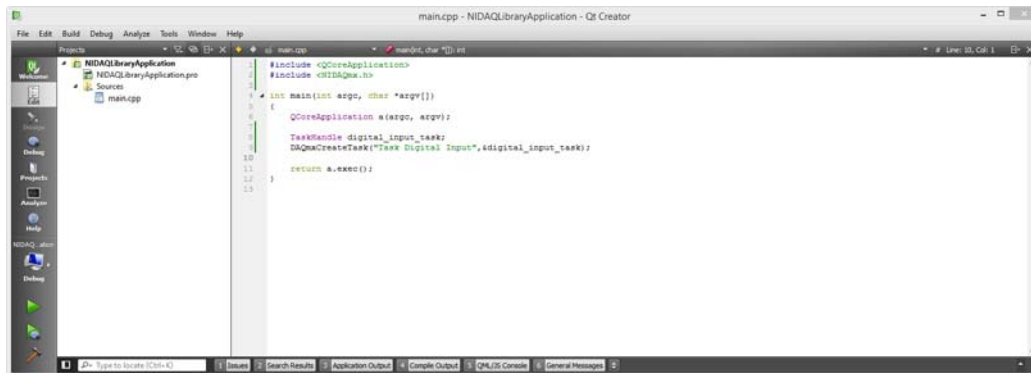 main.cpp - NIDAQLibraryApplication - Qt Creator
File Edit Build Debug Analyze Tools Window Help
Projects
main.cpp
main(int, char *[]): int
Line: 10, Col: 1
Welcome
Edit
Design
Debug
Projects
Analyze
Help
NIDAQ...ation
Debug
NIDAQLibraryApplication
NIDAQLibraryApplication.pro
Sources
main.cpp
1 #include <QCoreApplication>
2 #include <NIDAQmx.h>
3
4 int main(int argc, char *argv[])
5 {
6 QCoreApplication a(argc, argv);
7
8 TaskHandle digital_input_task;
9 DAQmxCreateTask("Task Digital Input",&digital_input_task);
10
11 return a.exec();
12 }
13
Type to locate (Ctrl+K)
1 Issues 2 Search Results 3 Application Output 4 Compile Output 5 QML/JS Console 6 General Messages